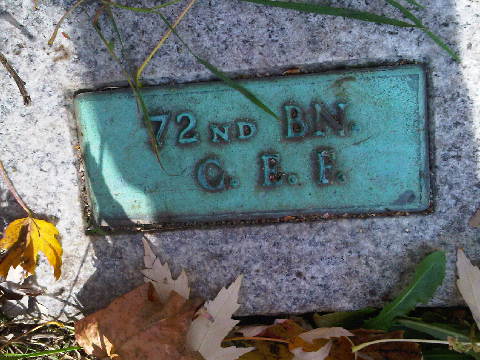 72ND BN.
C. E. F.